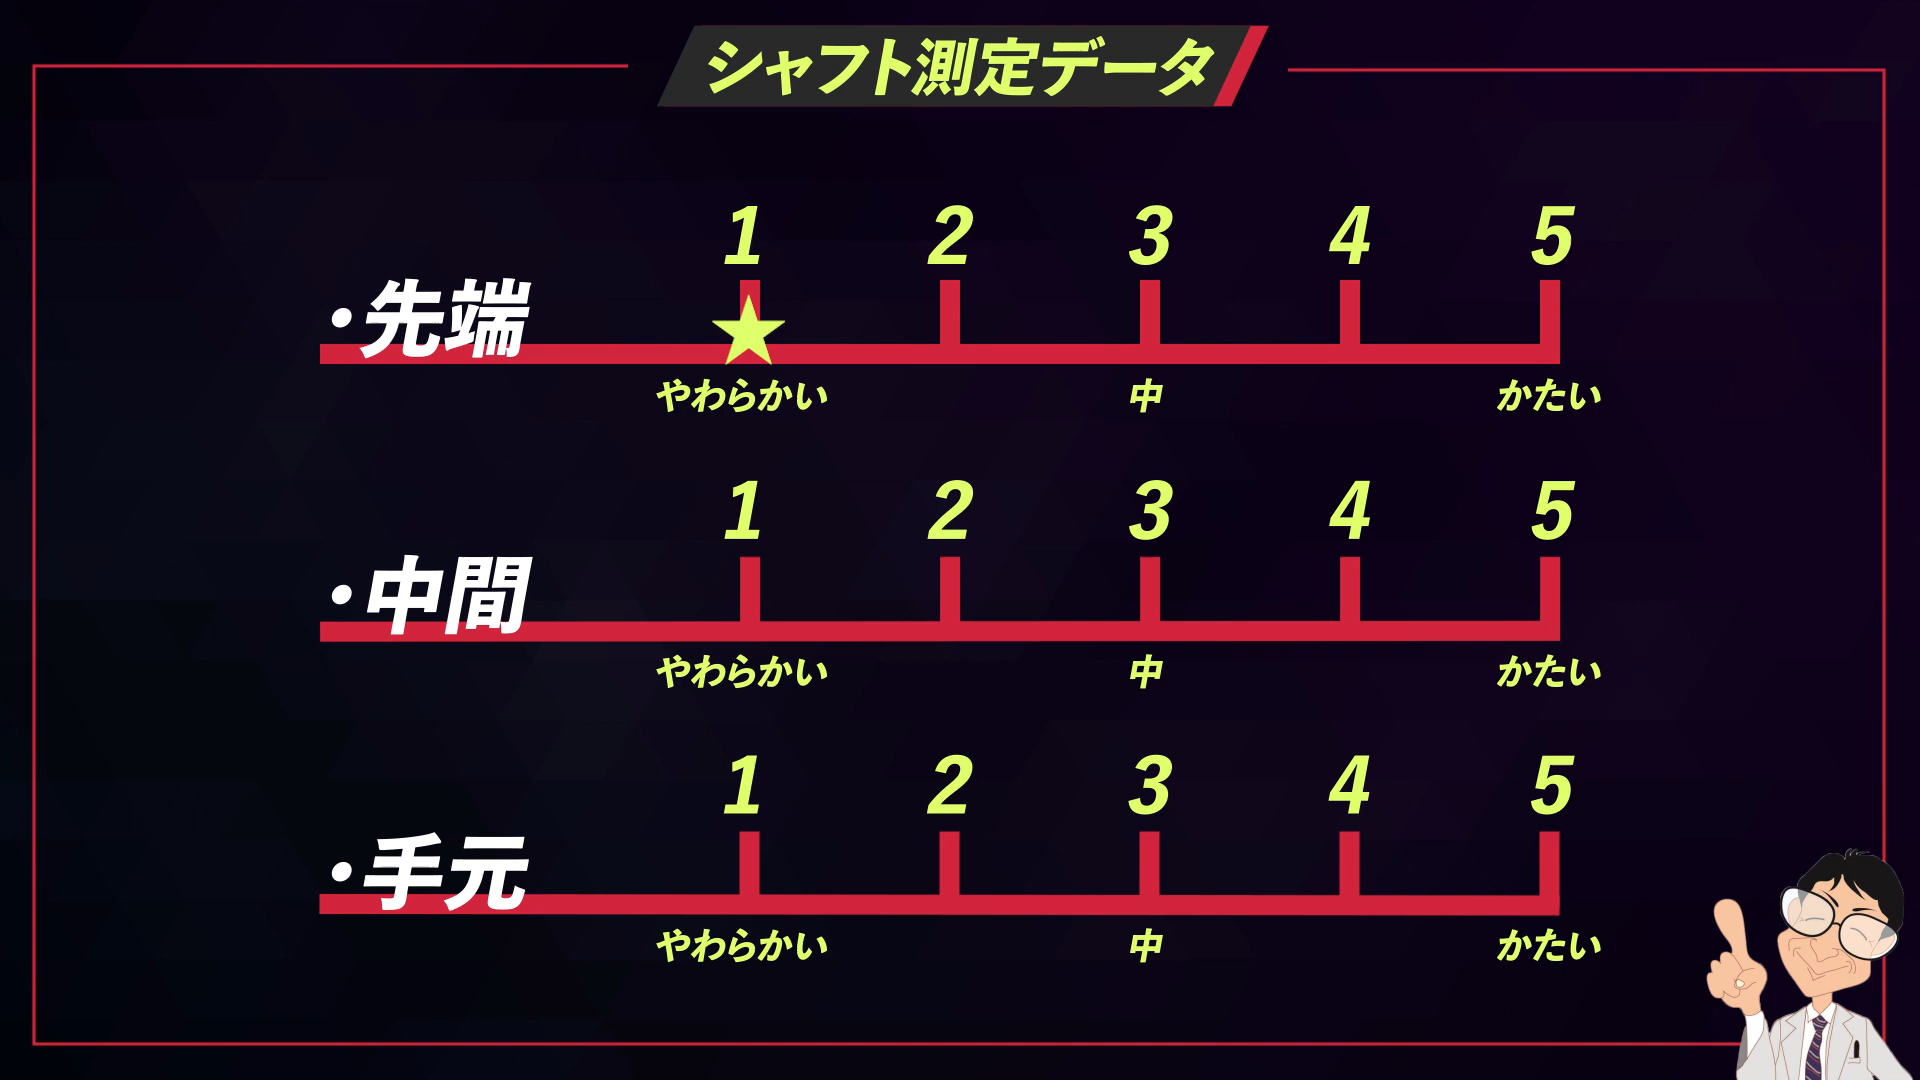 シャフト測定データ
1 2 3 4 5
・先端
やわらかい 中 かたい
1 2 3 4 5
・中間
やわらかい 中 かたい
1 2 3 4 5
・手元
やわらかい 中 かたい